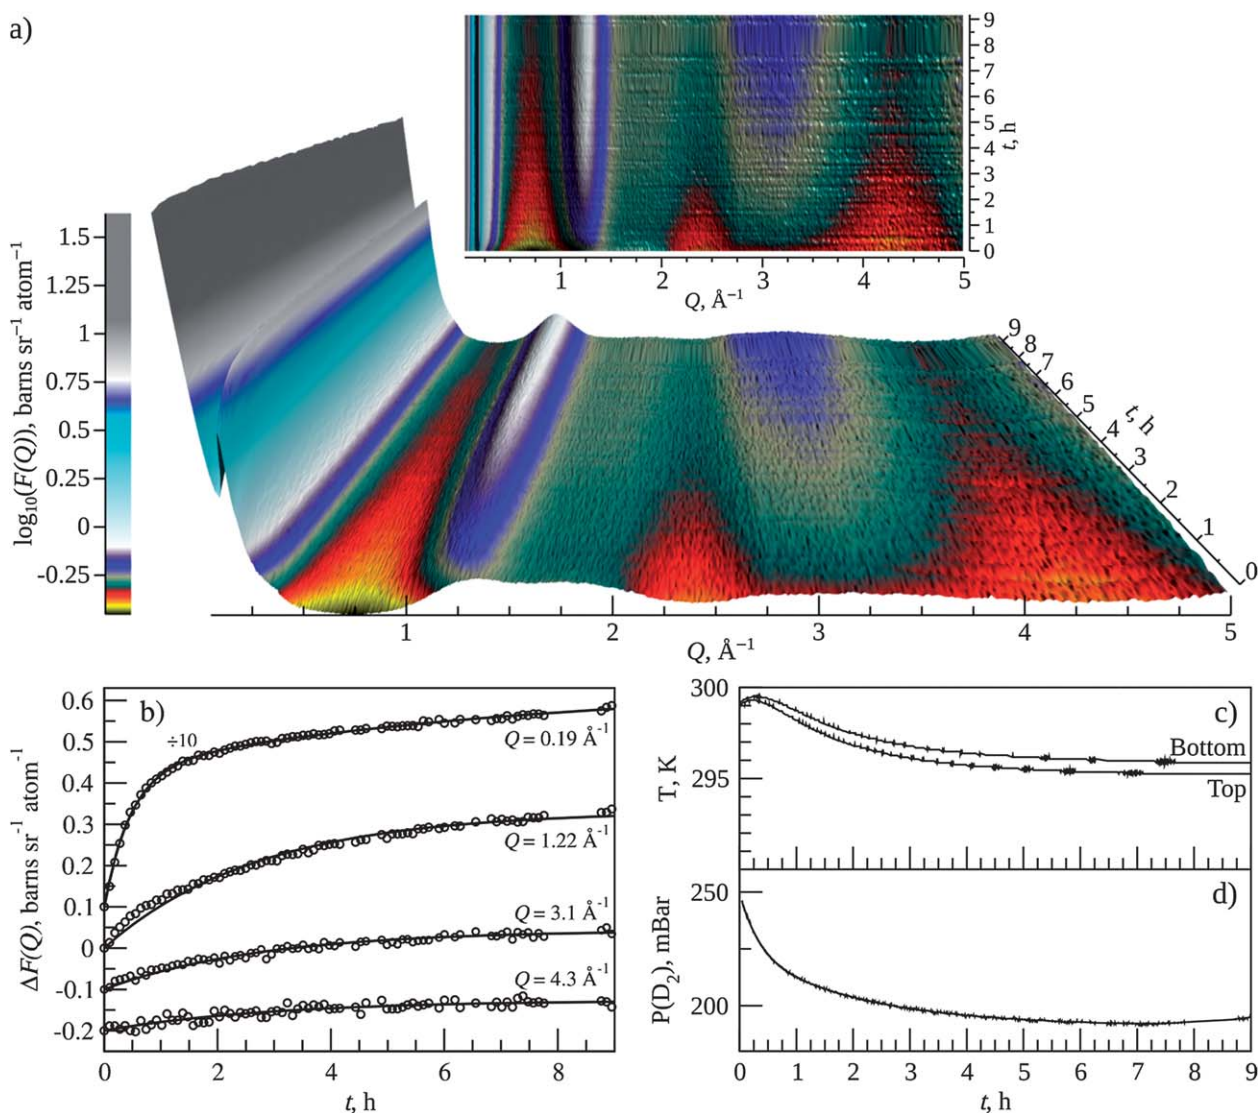 a)
9
8
7
6
5
4
3
2
1
0
t, h
1 2 3 4 5
Q, Å⁻¹
log₁₀(F(Q)), barns sr⁻¹ atom⁻¹
1.5
1.25
1
0.75
0.5
0.25
0
-0.25
9
8
7
6
5
4
3
2
1
0
t, h
1 2 3 4 5
Q, Å⁻¹
b)
ΔF(Q), barns sr⁻¹ atom⁻¹
0.6
0.5
0.4
0.3
0.2
0.1
0
-0.1
-0.2
÷10
Q = 0.19 Å⁻¹
Q = 1.22 Å⁻¹
Q = 3.1 Å⁻¹
Q = 4.3 Å⁻¹
0 2 4 6 8
t, h
c)
T, K
300
295
Bottom
Top
d)
P(D₂), mBar
250
200
0 1 2 3 4 5 6 7 8 9
t, h